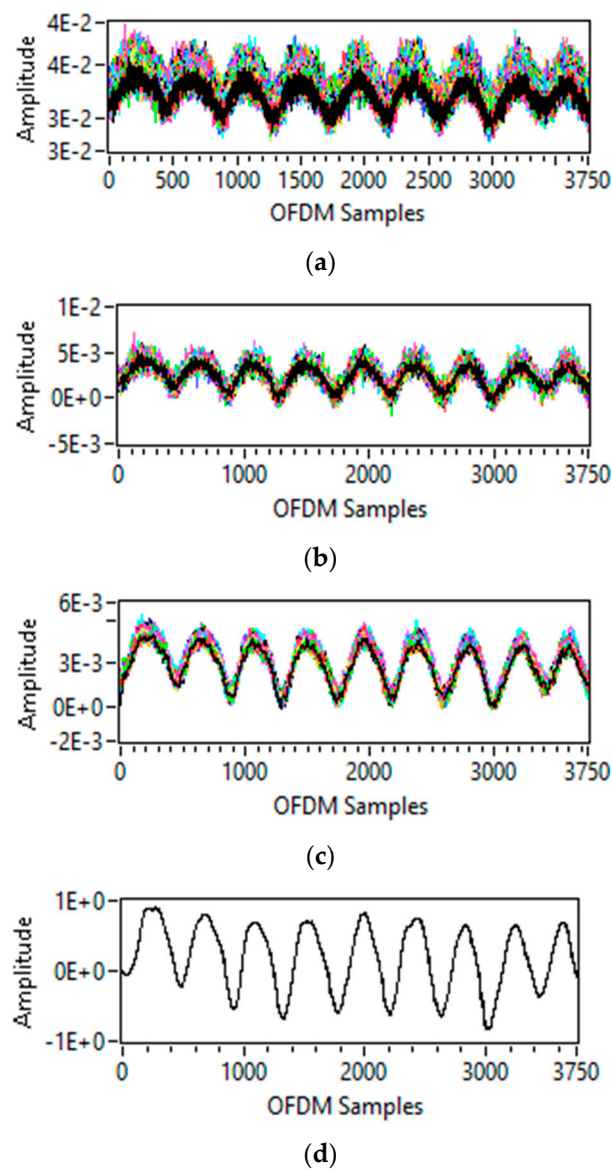 Amplitude
4E-2
4E-2
3E-2
3E-2
0 500 1000 1500 2000 2500 3000 3750
OFDM Samples
(a)
Amplitude
1E-2
5E-3
0E+0
-5E-3
0 1000 2000 3000 3750
OFDM Samples
(b)
Amplitude
6E-3
3E-3
0E+0
-2E-3
0 1000 2000 3000 3750
OFDM Samples
(c)
Amplitude
1E+0
0E+0
-1E+0
0 1000 2000 3000 3750
OFDM Samples
(d)